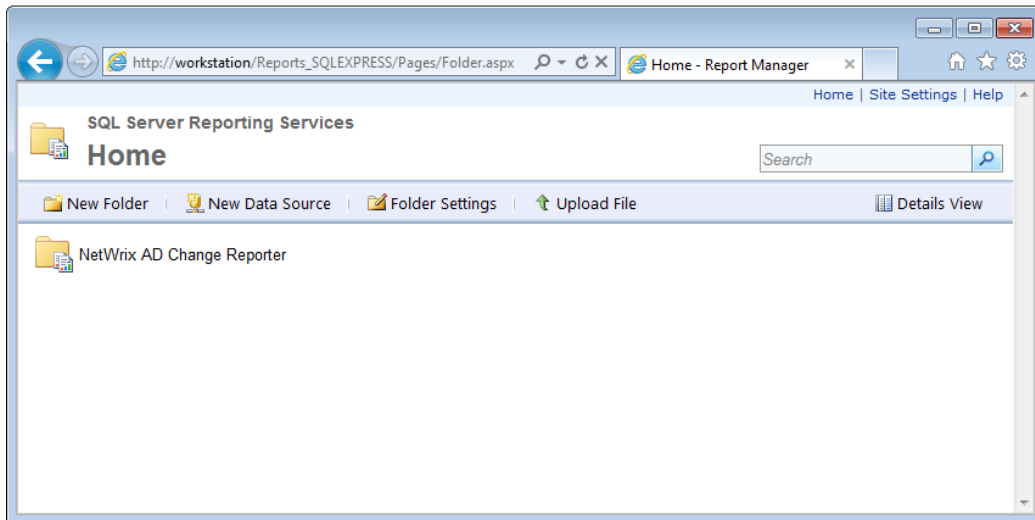 http://workstation/Reports_SQLEXPRESS/Pages/Folder.aspx Home - Report Manager
Home | Site Settings | Help
SQL Server Reporting Services
Home
Search
New Folder | New Data Source | Folder Settings | Upload File Details View
NetWrix AD Change Reporter